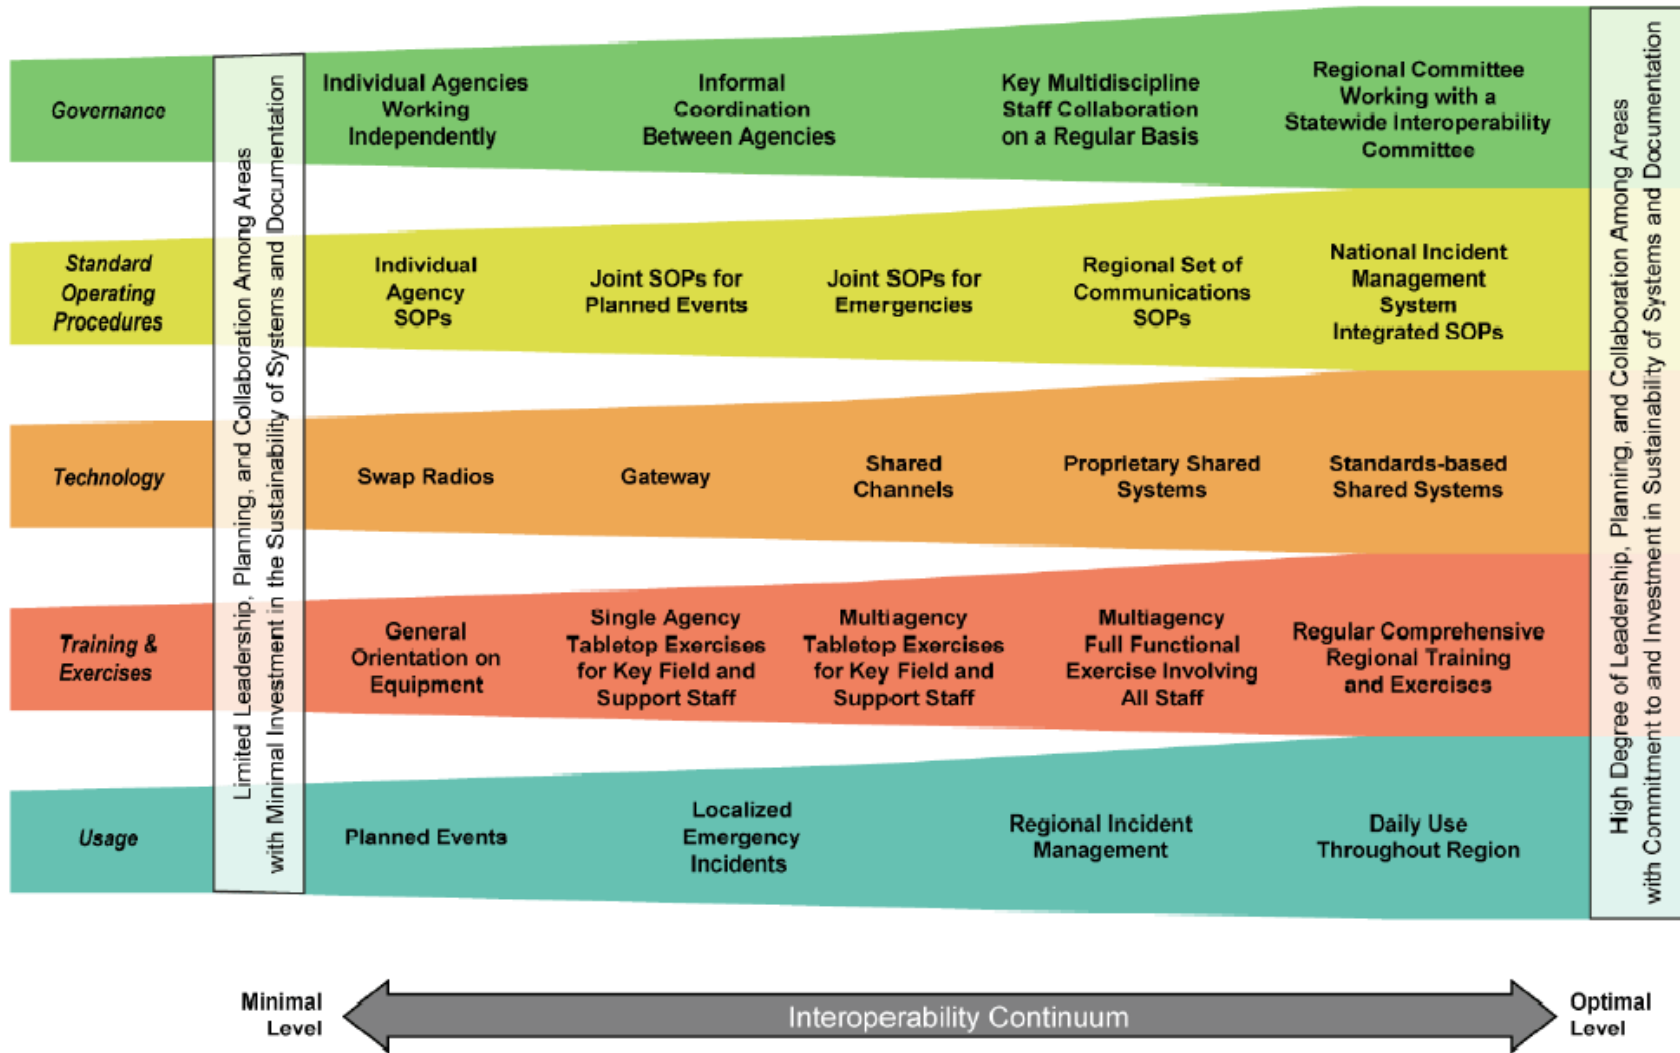 Governance
Limited Leadership, Planning, and Collaboration Among Areas
with Minimal Investment in the Sustainability of Systems and Documentation
Individual Agencies
Working
Independently
Informal
Coordination
Between Agencies
Key Multidiscipline
Staff Collaboration
on a Regular Basis
Regional Committee
Working with a
Statewide Interoperability
Committee
High Degree of Leadership, Planning, and Collaboration Among Areas
with Commitment to and Investment in Sustainability of Systems and Documentation
Standard
Operating
Procedures
Individual
Agency
SOPs
Joint SOPs for
Planned Events
Joint SOPs for
Emergencies
Regional Set of
Communications
SOPs
National Incident
Management
System
Integrated SOPs
Technology
Swap Radios
Gateway
Shared
Channels
Proprietary Shared
Systems
Standards-based
Shared Systems
Training &
Exercises
General
Orientation on
Equipment
Single Agency
Tabletop Exercises
for Key Field and
Support Staff
Multiagency
Tabletop Exercises
for Key Field and
Support Staff
Multiagency
Full Functional
Exercise Involving
All Staff
Regular Comprehensive
Regional Training
and Exercises
Usage
Planned Events
Localized
Emergency
Incidents
Regional Incident
Management
Daily Use
Throughout Region
Minimal
Level
Interoperability Continuum
Optimal
Level